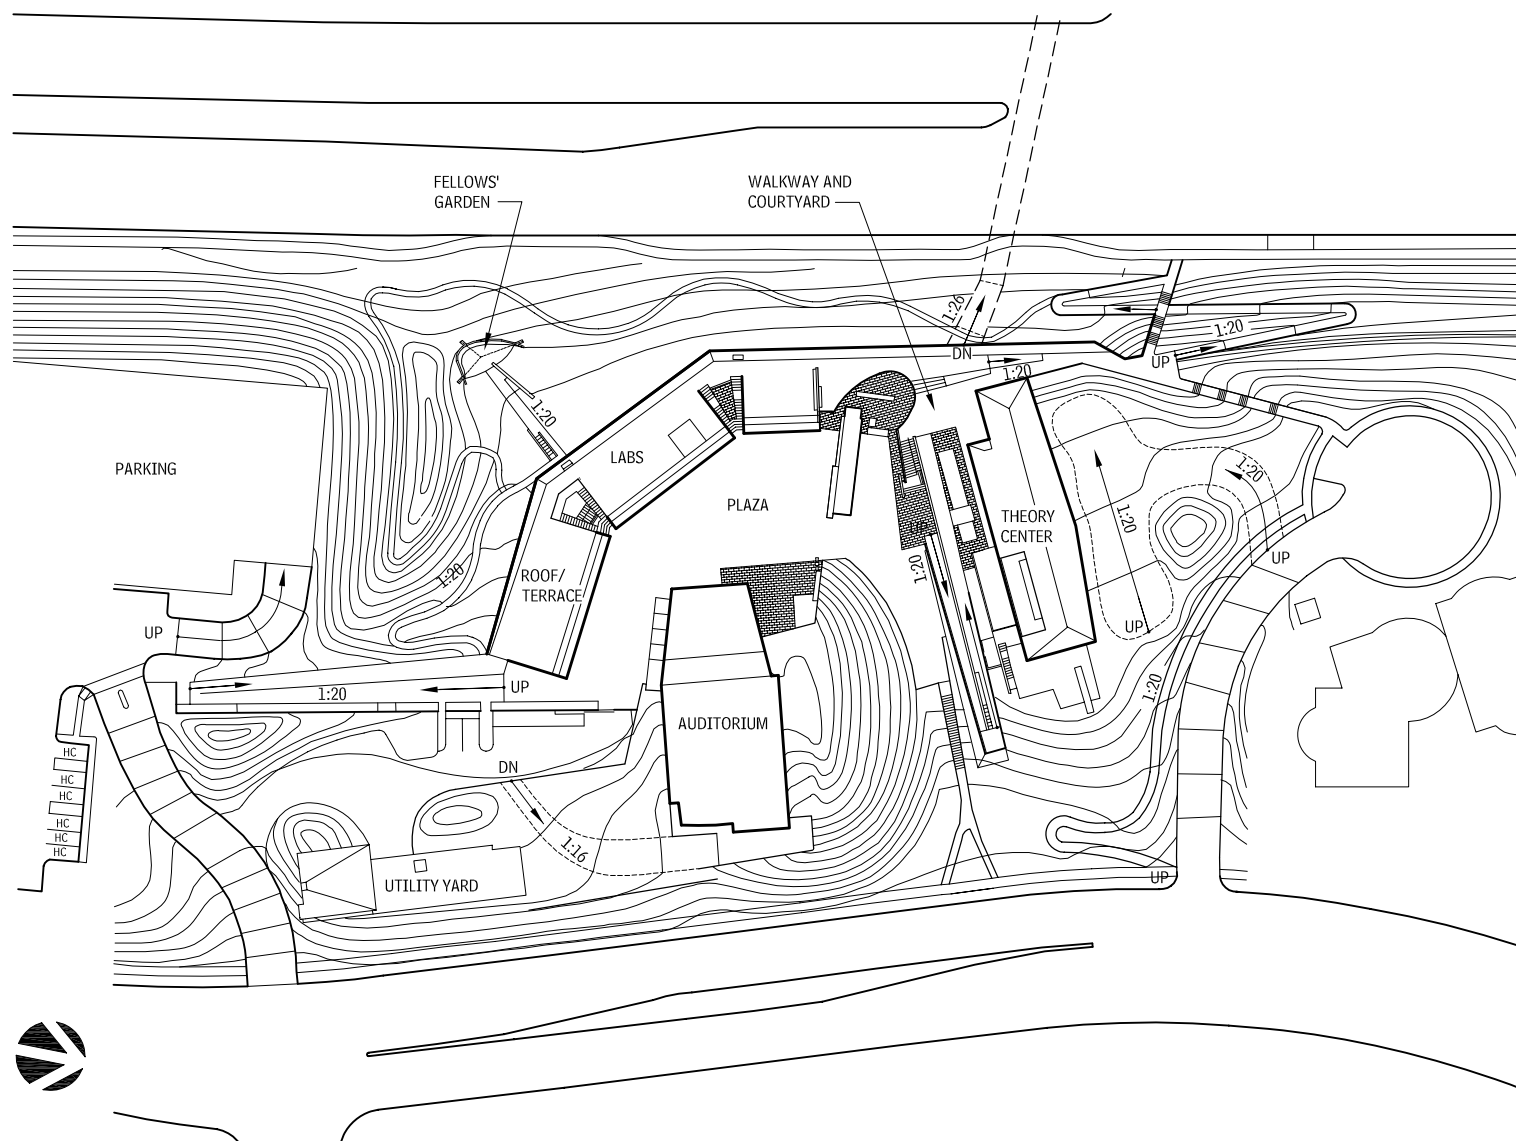 FELLOWS'
GARDEN
WALKWAY AND
COURTYARD
1:26
1:20
DN
1:20
UP
1:20
LABS
PARKING
1:20
PLAZA
1:20
THEORY
CENTER
UP
UP
1:20
1:20
ROOF/
TERRACE
UP
UP
1:20
UP
1:20
1:20
AUDITORIUM
HC
DN
HC
HC
HC
HC
HC
1:16
UTILITY YARD
UP